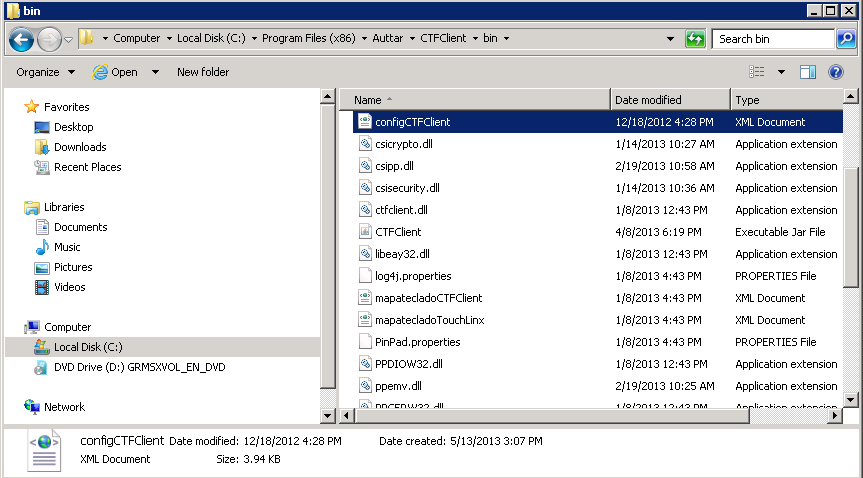 bin
Computer Local Disk (C:) Program Files (x86) Auttar CTFClient bin Search bin
Organize Open New folder
Favorites
Desktop
Downloads
Recent Places
Libraries
Documents
Music
Pictures
Videos
Computer
Local Disk (C:)
DVD Drive (D:) GRMSXVOL_EN_DVD
Network
Name Date modified Type
configCTFClient 12/18/2012 4:28 PM XML Document
csicrypto.dll 1/14/2013 10:27 AM Application extension
csipp.dll 2/19/2013 10:58 AM Application extension
csisecurity.dll 1/14/2013 10:36 AM Application extension
ctfclient.dll 1/8/2013 12:43 PM Application extension
CTFClient 4/8/2013 6:19 PM Executable Jar File
libeay32.dll 1/8/2013 12:43 PM Application extension
log4j.properties 1/8/2013 4:43 PM PROPERTIES File
mapatecladoCTFClient 1/8/2013 4:43 PM XML Document
mapatecladoTouchLinx 1/8/2013 4:43 PM XML Document
PinPad.properties 1/8/2013 4:43 PM PROPERTIES File
PPDIOW32.dll 1/8/2013 12:43 PM Application extension
ppemv.dll 2/19/2013 10:25 AM Application extension
1/8/2013 12:43 PM Application extension
configCTFClient Date modified: 12/18/2012 4:28 PM Date created: 5/13/2013 3:07 PM
XML Document Size: 3.94 KB